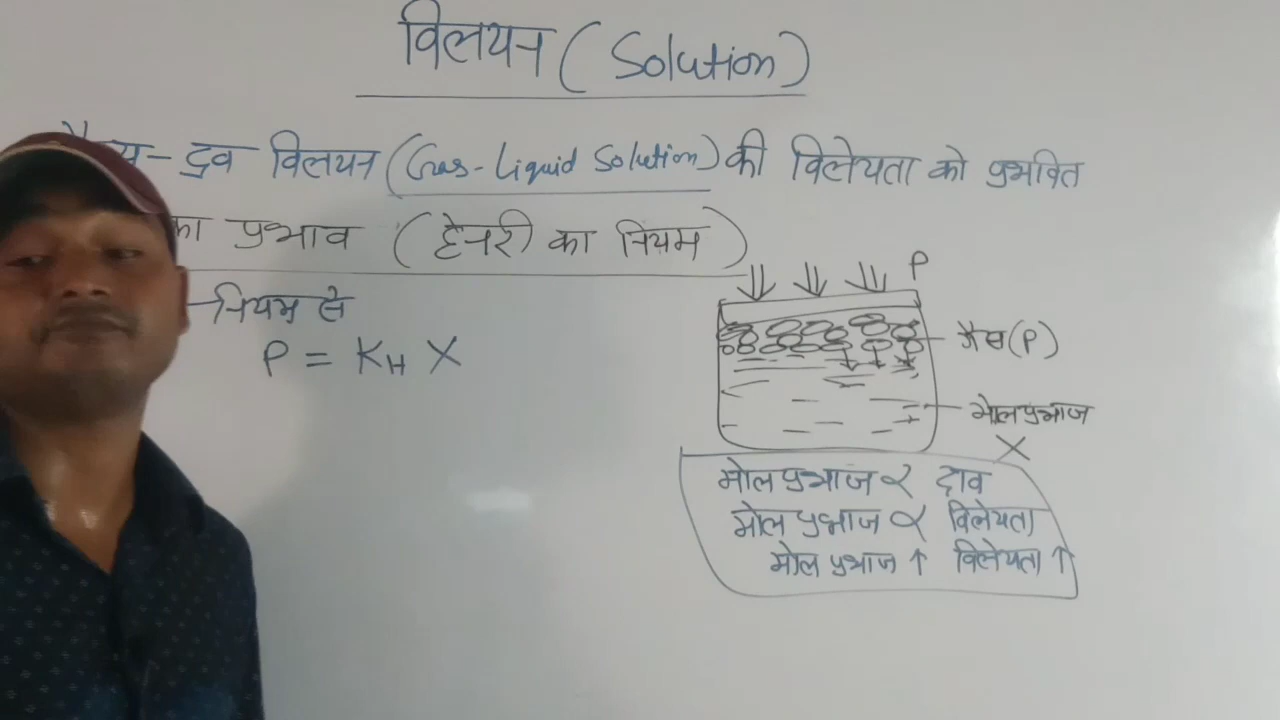 विलयन (Solution)
- द्रव विलयन (Gas-Liquid Solution) की विलेयता को प्रभवित
का प्रभाव (हेनरी का नियम)
नियम से
P = KH X
P
गैस(P)
मोलप्रभाज
X
मोल प्रभाज ∝ दाव
मोल प्रभाज ∝ विलेयता
मोल प्रभाज ↑ विलेयता ↑